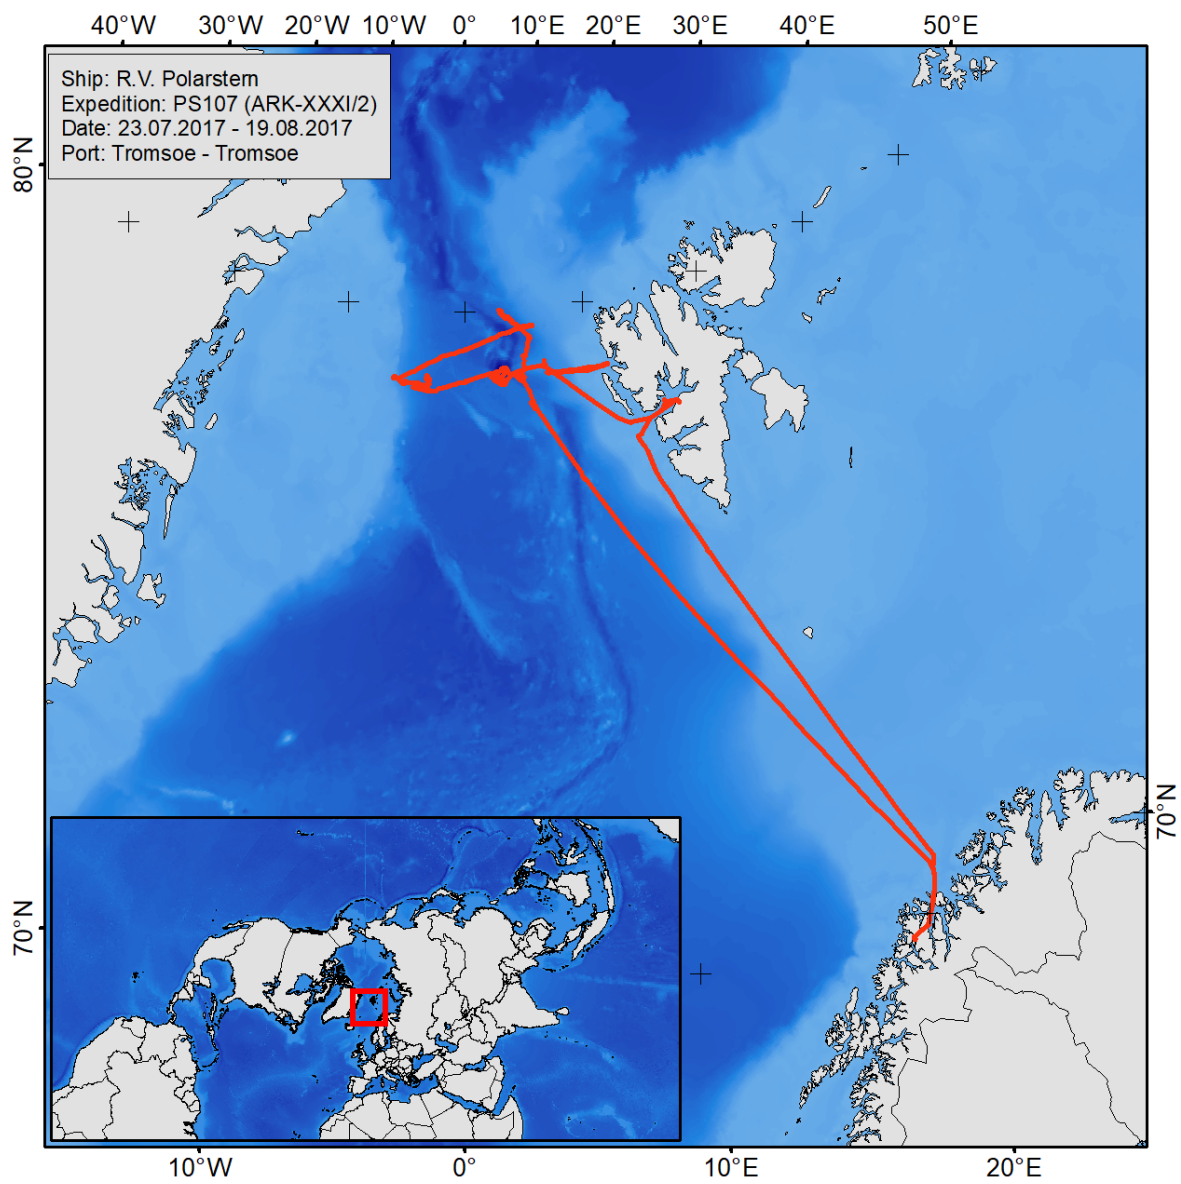 40°W 30°W 20°W 10°W 0° 10°E 20°E 30°E 40°E 50°E
Ship: R.V. Polarstern
Expedition: PS107 (ARK-XXXI/2)
Date: 23.07.2017 - 19.08.2017
Port: Tromsoe - Tromsoe
80°N
70°N
70°N
10°W 0° 10°E 20°E